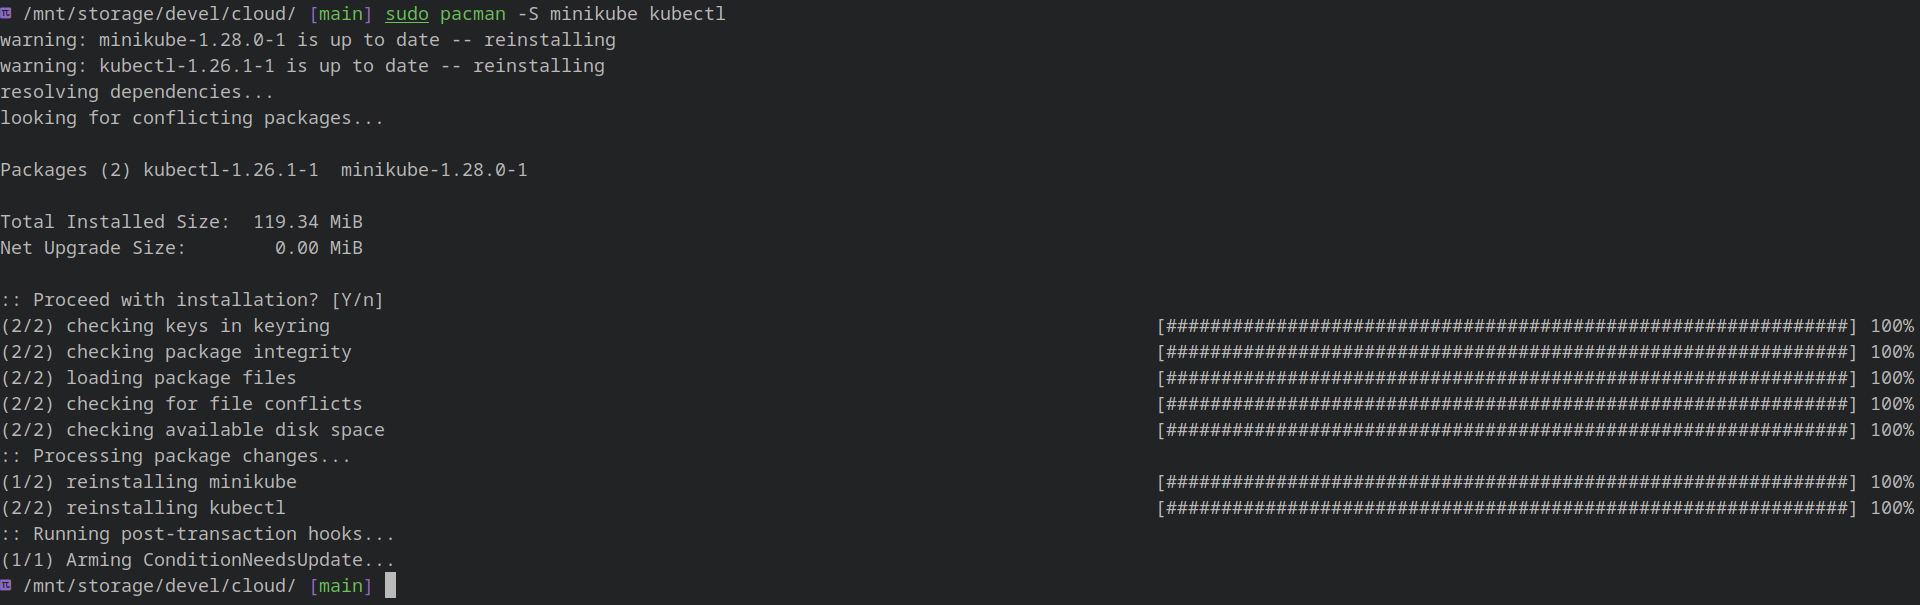 π /mnt/storage/devel/cloud/ [main] sudo pacman -S minikube kubectl
warning: minikube-1.28.0-1 is up to date -- reinstalling
warning: kubectl-1.26.1-1 is up to date -- reinstalling
resolving dependencies...
looking for conflicting packages...
Packages (2) kubectl-1.26.1-1  minikube-1.28.0-1
Total Installed Size:  119.34 MiB
Net Upgrade Size:        0.00 MiB
:: Proceed with installation? [Y/n]
(2/2) checking keys in keyring [##############################################################] 100%
(2/2) checking package integrity [##############################################################] 100%
(2/2) loading package files [##############################################################] 100%
(2/2) checking for file conflicts [##############################################################] 100%
(2/2) checking available disk space [##############################################################] 100%
:: Processing package changes...
(1/2) reinstalling minikube [##############################################################] 100%
(2/2) reinstalling kubectl [##############################################################] 100%
:: Running post-transaction hooks...
(1/1) Arming ConditionNeedsUpdate...
π /mnt/storage/devel/cloud/ [main]